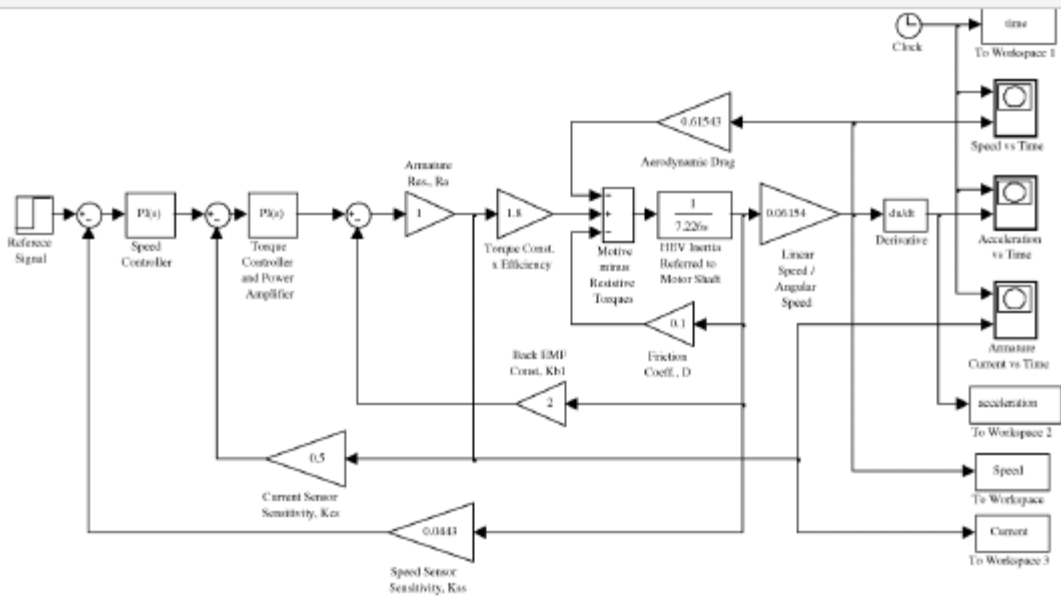 time
Clock
To Workspace 1
0.61543
Speed vs Time
Aerodynamic Drag
Armature
Res., Ra
+
-
PI(s)
+
-
PI(s)
+
-
1
1.8
-
+
-
1
7.226s
0.06154
du/dt
Referece
Signal
Speed
Controller
Torque
Controller
and Power
Amplifier
Torque Const.
x Efficiency
Motive
minus
Resistive
Torques
HEV Inertia
Referred to
Motor Shaft
Linear
Speed /
Angular
Speed
Derivative
Acceleration
vs Time
0.1
Friction
Coeff., D
Armature
Current vs Time
Back EMF
Const, Kb1
2
acceleration
To Workspace 2
0.5
Current Sensor
Sensitivity, Kcs
Speed
To Workspace
0.0443
Speed Sensor
Sensitivity, Kss
Current
To Workspace 3